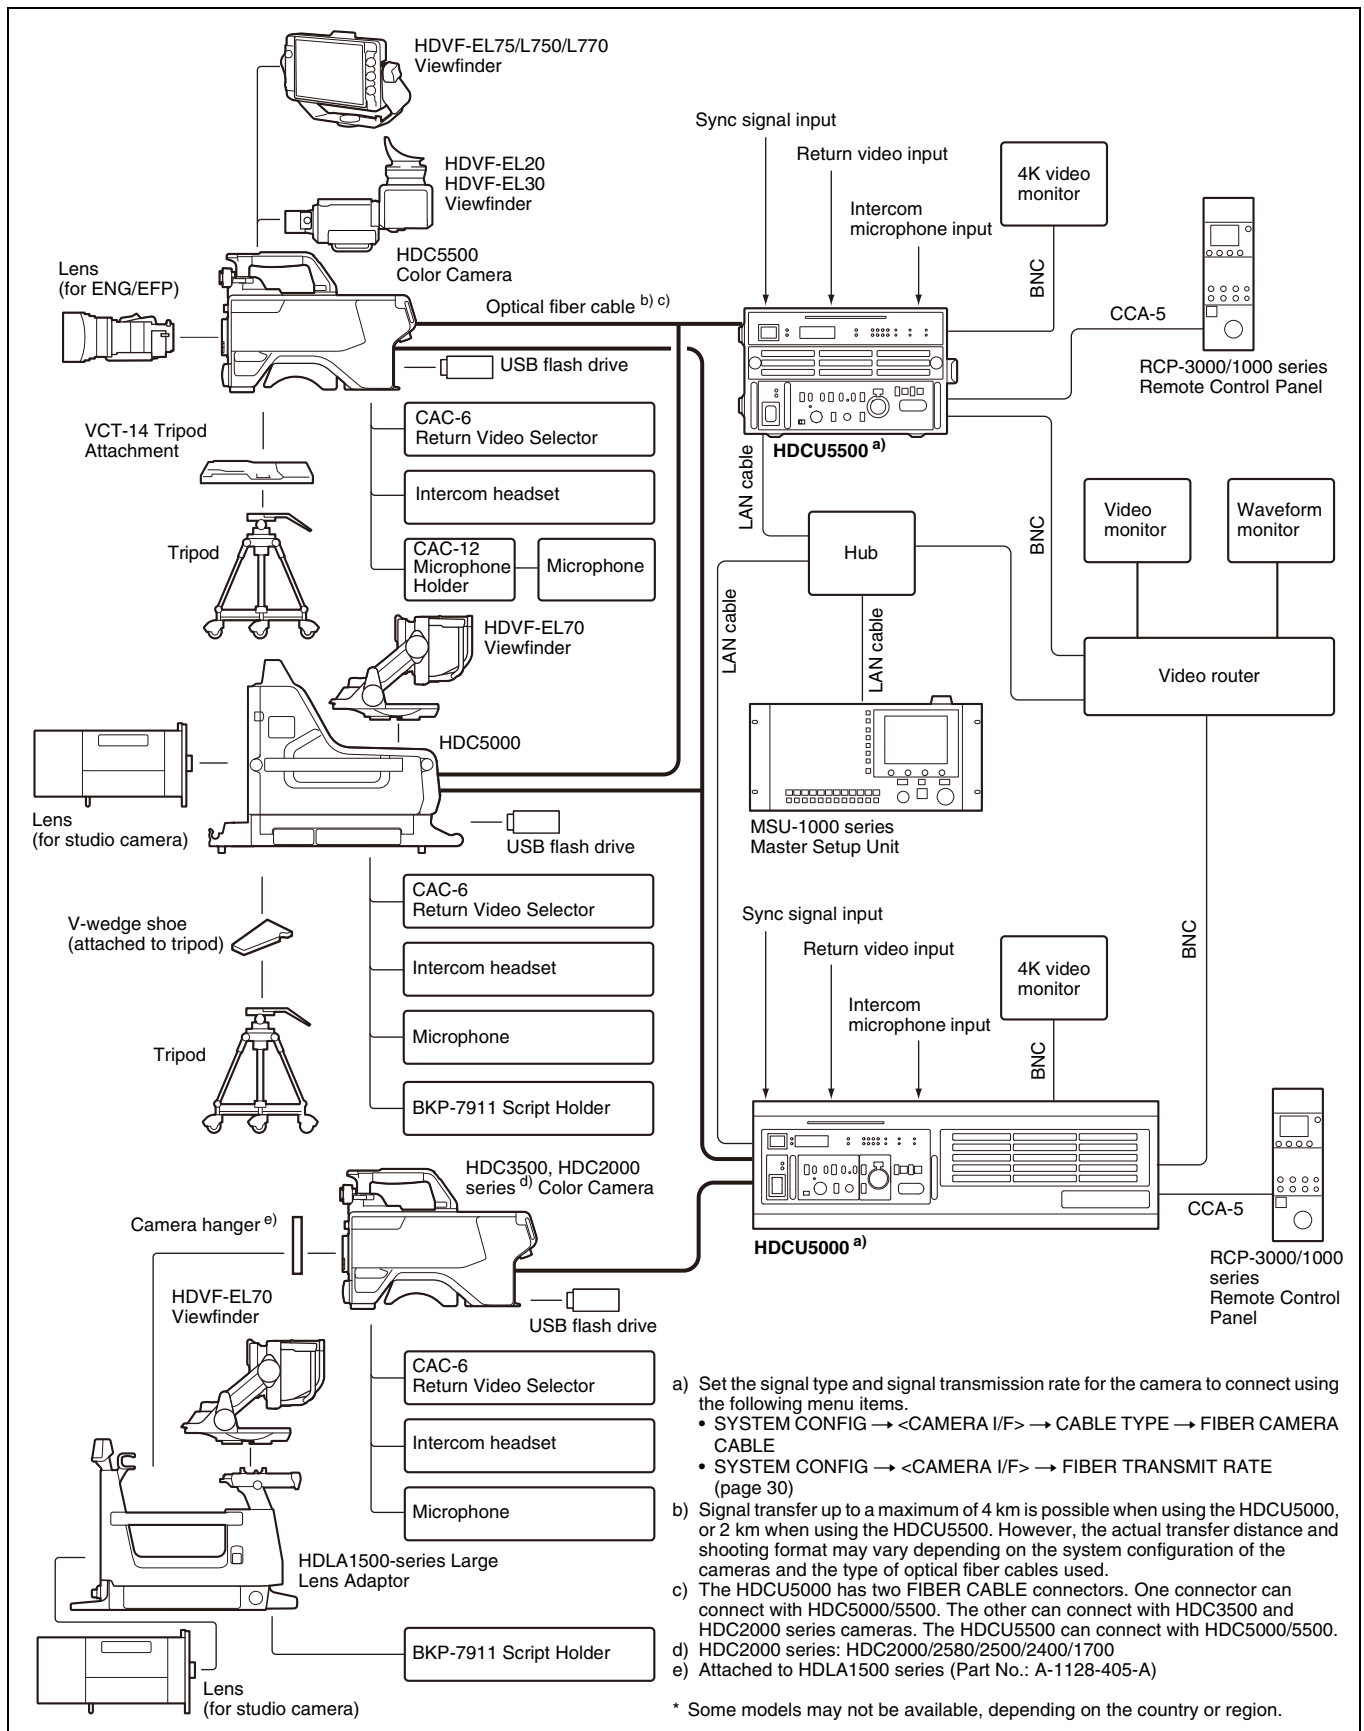 HDVF-EL75/L750/L770
Viewfinder
HDVF-EL20
HDVF-EL30
Viewfinder
HDC5500
Color Camera
Lens
(for ENG/EFP)
Optical fiber cable b) c)
USB flash drive
VCT-14 Tripod
Attachment
CAC-6
Return Video Selector
Intercom headset
CAC-12
Microphone
Holder
Microphone
Tripod
Sync signal input
Return video input
Intercom
microphone input
4K video
monitor
BNC
CCA-5
RCP-3000/1000 series
Remote Control Panel
HDCU5500 a)
LAN cable
Hub
BNC
Video
monitor
Waveform
monitor
LAN cable
LAN cable
Video router
HDVF-EL70
Viewfinder
HDC5000
Lens
(for studio camera)
USB flash drive
MSU-1000 series
Master Setup Unit
V-wedge shoe
(attached to tripod)
CAC-6
Return Video Selector
Intercom headset
Microphone
BKP-7911 Script Holder
Tripod
Sync signal input
Return video input
Intercom
microphone input
4K video
monitor
BNC
BNC
HDCU5000 a)
CCA-5
RCP-3000/1000
series
Remote Control
Panel
HDC3500, HDC2000
series d) Color Camera
Camera hanger e)
HDVF-EL70
Viewfinder
USB flash drive
CAC-6
Return Video Selector
Intercom headset
Microphone
HDLA1500-series Large
Lens Adaptor
BKP-7911 Script Holder
Lens
(for studio camera)
a) Set the signal type and signal transmission rate for the camera to connect using
the following menu items.
• SYSTEM CONFIG → <CAMERA I/F> → CABLE TYPE → FIBER CAMERA
CABLE
• SYSTEM CONFIG → <CAMERA I/F> → FIBER TRANSMIT RATE
(page 30)
b) Signal transfer up to a maximum of 4 km is possible when using the HDCU5000,
or 2 km when using the HDCU5500. However, the actual transfer distance and
shooting format may vary depending on the system configuration of the
cameras and the type of optical fiber cables used.
c) The HDCU5000 has two FIBER CABLE connectors. One connector can
connect with HDC5000/5500. The other can connect with HDC3500 and
HDC2000 series cameras. The HDCU5500 can connect with HDC5000/5500.
d) HDC2000 series: HDC2000/2580/2500/2400/1700
e) Attached to HDLA1500 series (Part No.: A-1128-405-A)
* Some models may not be available, depending on the country or region.